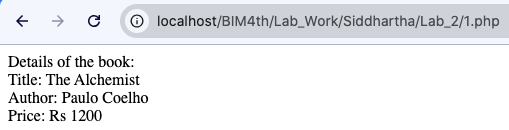 localhost/BIM4th/Lab_Work/Siddhartha/Lab_2/1.php
Details of the book:
Title: The Alchemist
Author: Paulo Coelho
Price: Rs 1200